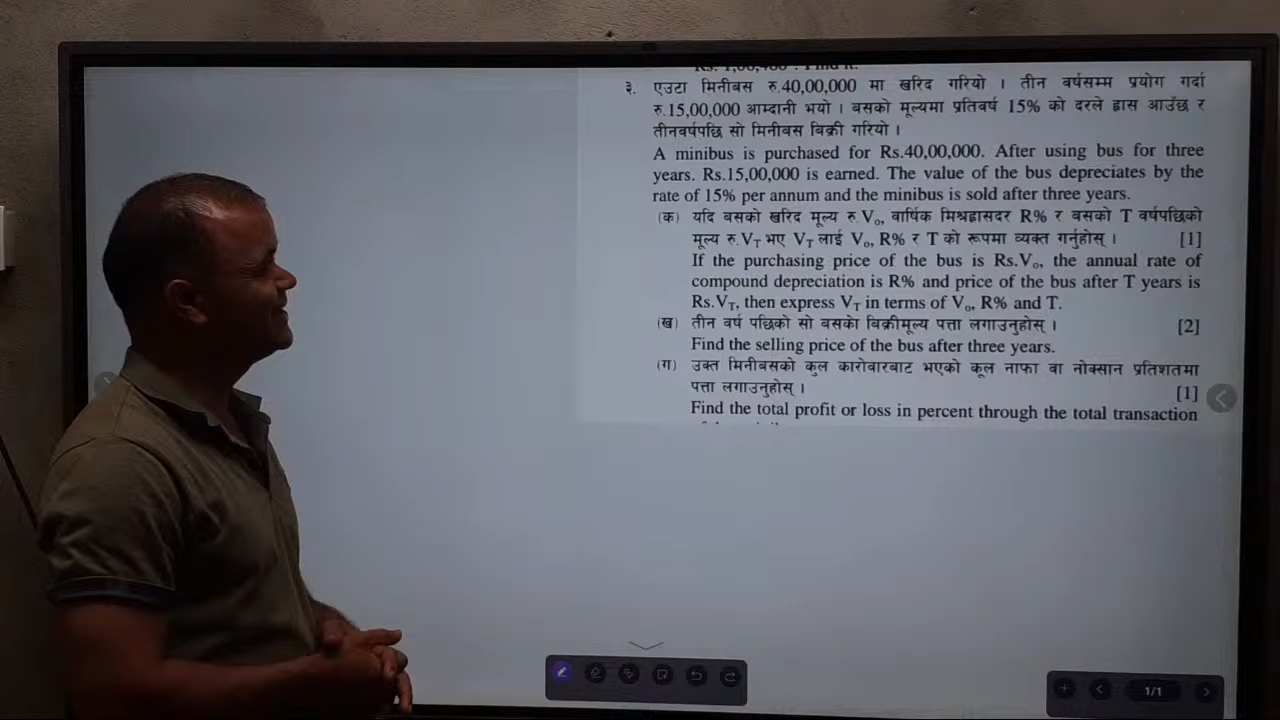 Rs. 1,00,480 . Find it.
३. एउटा मिनीबस रु.40,00,000 मा खरिद गरियो । तीन वर्षसम्म प्रयोग गर्दा
रु.15,00,000 आम्दानी भयो । बसको मूल्यमा प्रतिवर्ष 15% को दरले ह्रास आउँछ र
तीनवर्षपछि सो मिनीबस बिक्री गरियो ।
A minibus is purchased for Rs.40,00,000. After using bus for three
years. Rs.15,00,000 is earned. The value of the bus depreciates by the
rate of 15% per annum and the minibus is sold after three years.
(क) यदि बसको खरिद मूल्य रु.V₀, वार्षिक मिश्रह्रासदर R% र बसको T वर्षपछिको
मूल्य रु.V_T भए V_T लाई V₀, R% र T को रूपमा व्यक्त गर्नुहोस् । [1]
If the purchasing price of the bus is Rs.V₀, the annual rate of
compound depreciation is R% and price of the bus after T years is
Rs.V_T, then express V_T in terms of V₀, R% and T.
(ख) तीन वर्ष पछिको सो बसको बिक्रीमूल्य पत्ता लगाउनुहोस् । [2]
Find the selling price of the bus after three years.
(ग) उक्त मिनीबसको कुल कारोवारबाट भएको कूल नाफा वा नोक्सान प्रतिशतमा
पत्ता लगाउनुहोस् । [1]
Find the total profit or loss in percent through the total transaction
1/1